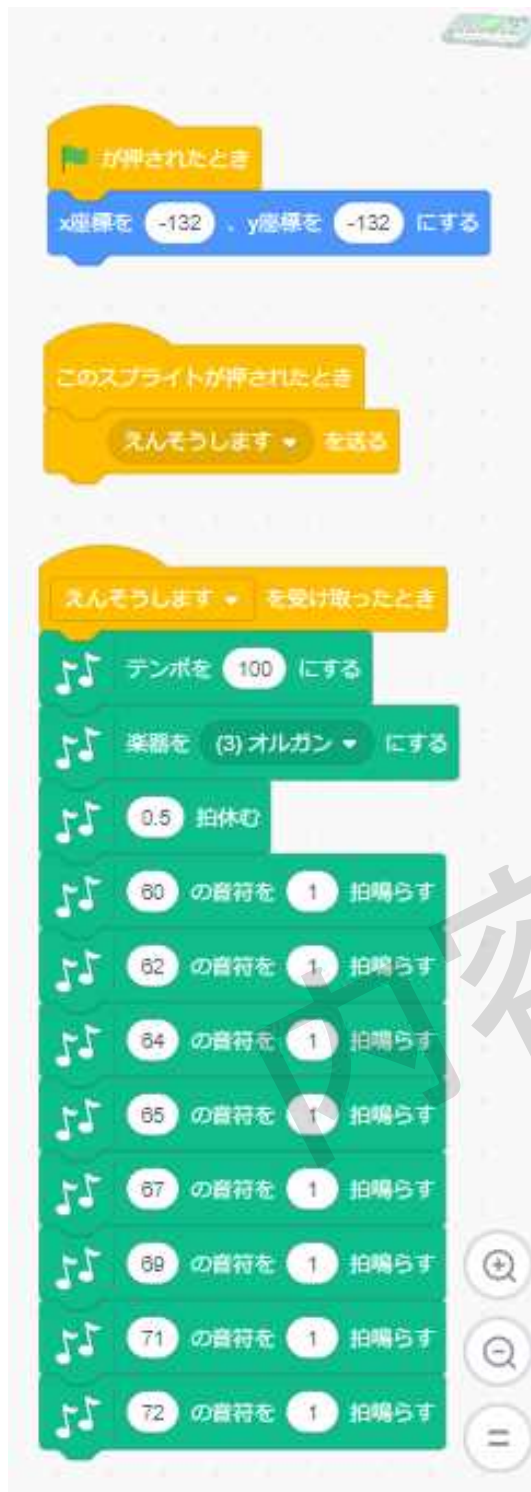 が押されたとき
x座標を -132 、y座標を -132 にする
このスプライトが押されたとき
えんそうします を送る
えんそうします を受け取ったとき
テンポを 100 にする
楽器を (3) オルガン にする
0.5 拍休む
60 の音符を 1 拍鳴らす
62 の音符を 1 拍鳴らす
64 の音符を 1 拍鳴らす
65 の音符を 1 拍鳴らす
67 の音符を 1 拍鳴らす
69 の音符を 1 拍鳴らす
71 の音符を 1 拍鳴らす
72 の音符を 1 拍鳴らす
内容